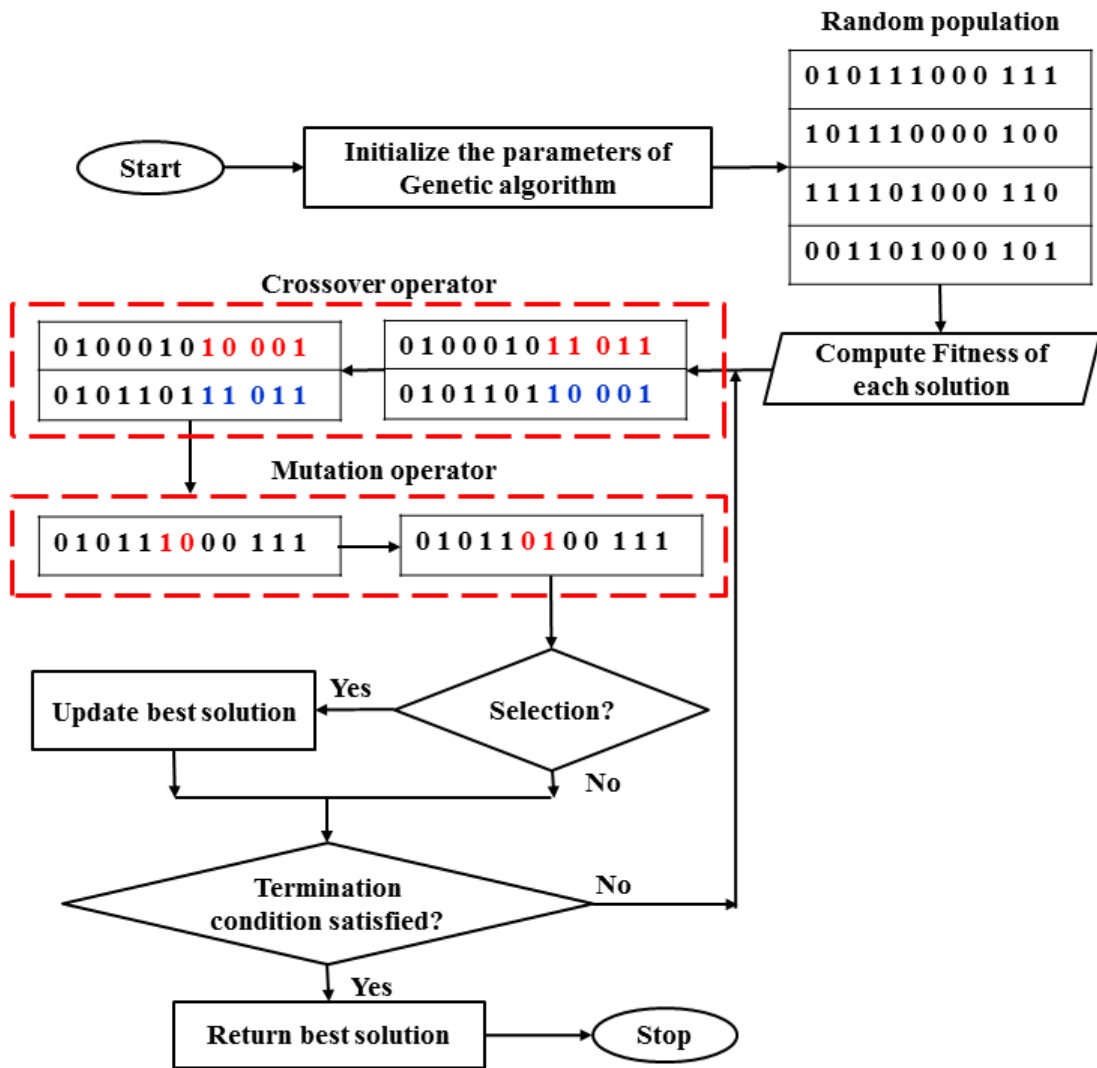 Random population
0 1 0 1 1 1 0 0 0 1 1 1
1 0 1 1 1 0 0 0 0 1 0 0
1 1 1 1 0 1 0 0 0 1 1 0
0 0 1 1 0 1 0 0 0 1 0 1
Start
Initialize the parameters of
Genetic algorithm
Compute Fitness of
each solution
Crossover operator
0 1 0 0 0 1 0 1 1 0 1 1
0 1 0 1 1 0 1 1 0 0 0 1
0 1 0 0 0 1 0 1 0 0 0 1
0 1 0 1 1 0 1 1 1 0 1 1
Mutation operator
0 1 0 1 1 1 0 0 0 1 1 1
0 1 0 1 1 0 1 0 0 1 1 1
Selection?
Yes
Update best solution
No
Termination
condition satisfied?
No
Yes
Return best solution
Stop